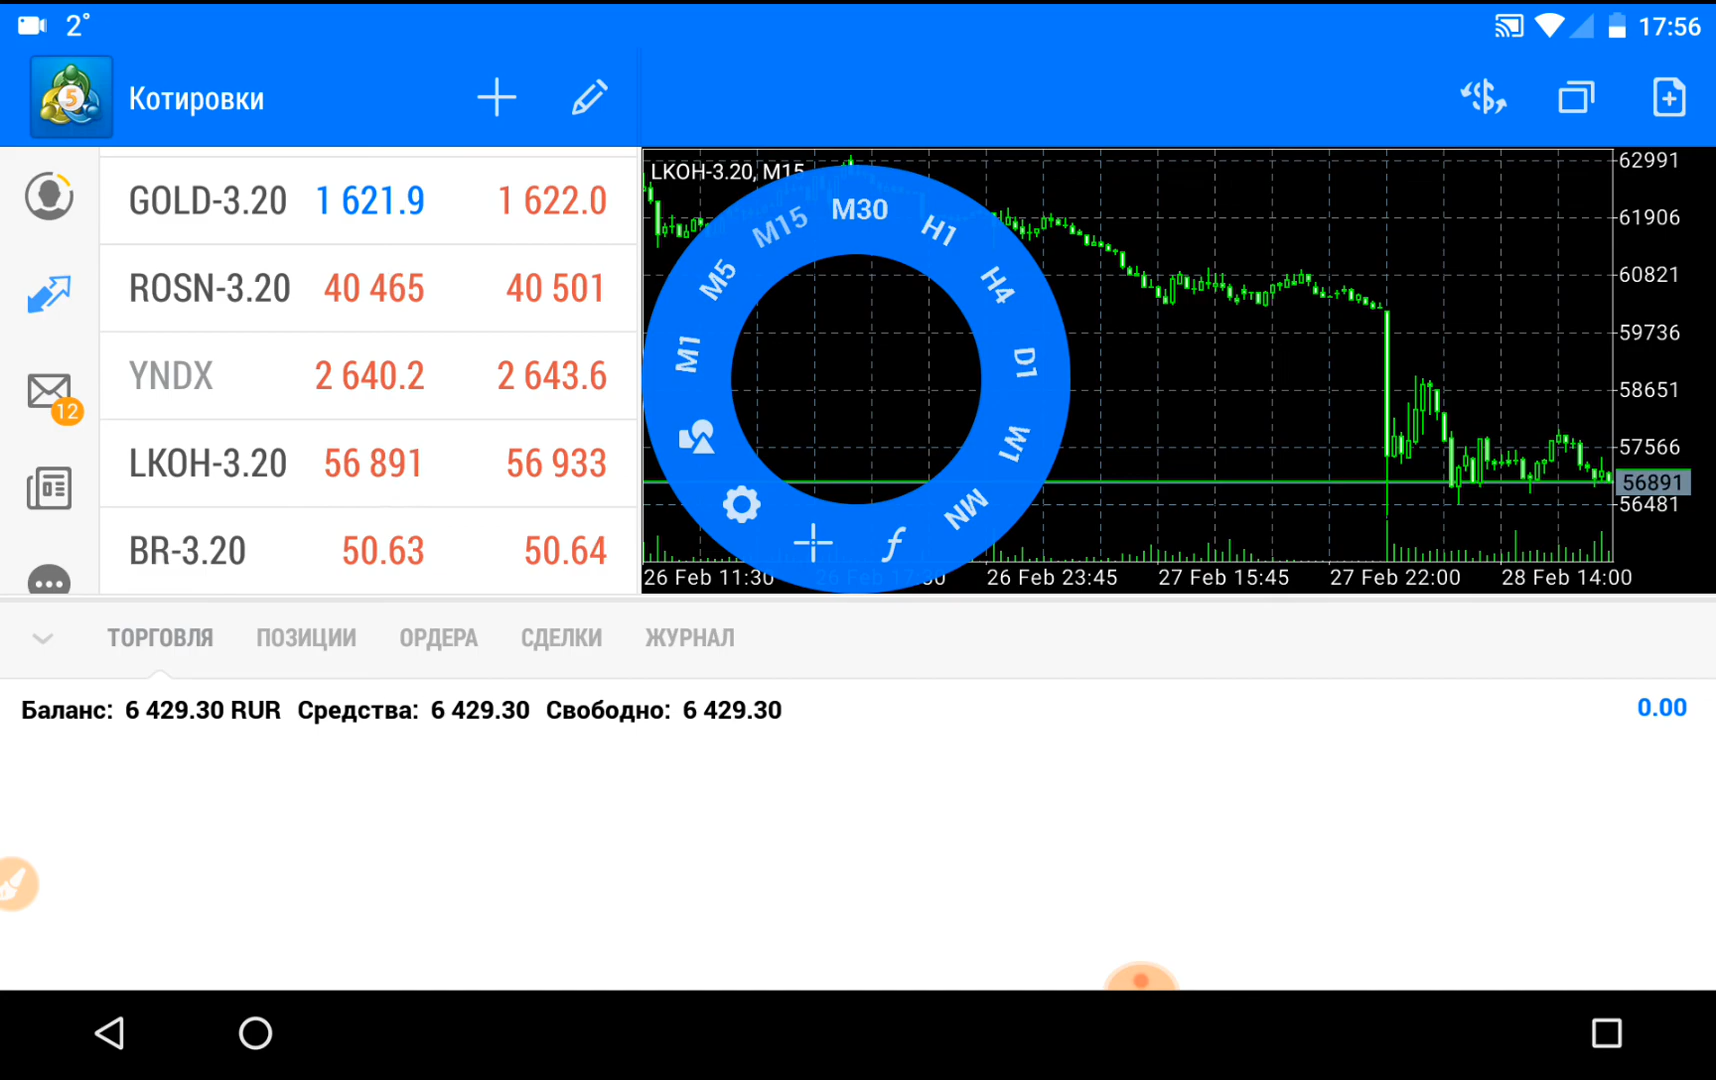 2° 17:56
5 Котировки
GOLD-3.20 1 621.9 1 622.0
ROSN-3.20 40 465 40 501
YNDX 2 640.2 2 643.6
LKOH-3.20 56 891 56 933
BR-3.20 50.63 50.64
12
LKOH-3.20, M15
M1
M5
M15
M30
H1
H4
D1
W1
MN
f
62991
61906
60821
59736
58651
57566
56891
56481
26 Feb 11:30 26 Feb 17:30 26 Feb 23:45 27 Feb 15:45 27 Feb 22:00 28 Feb 14:00
ТОРГОВЛЯ ПОЗИЦИИ ОРДЕРА СДЕЛКИ ЖУРНАЛ
Баланс: 6 429.30 RUR Средства: 6 429.30 Свободно: 6 429.30 0.00